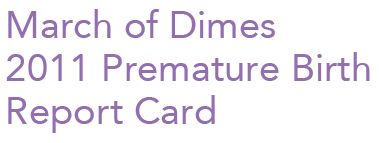 March of Dimes
2011 Premature Birth
Report Card